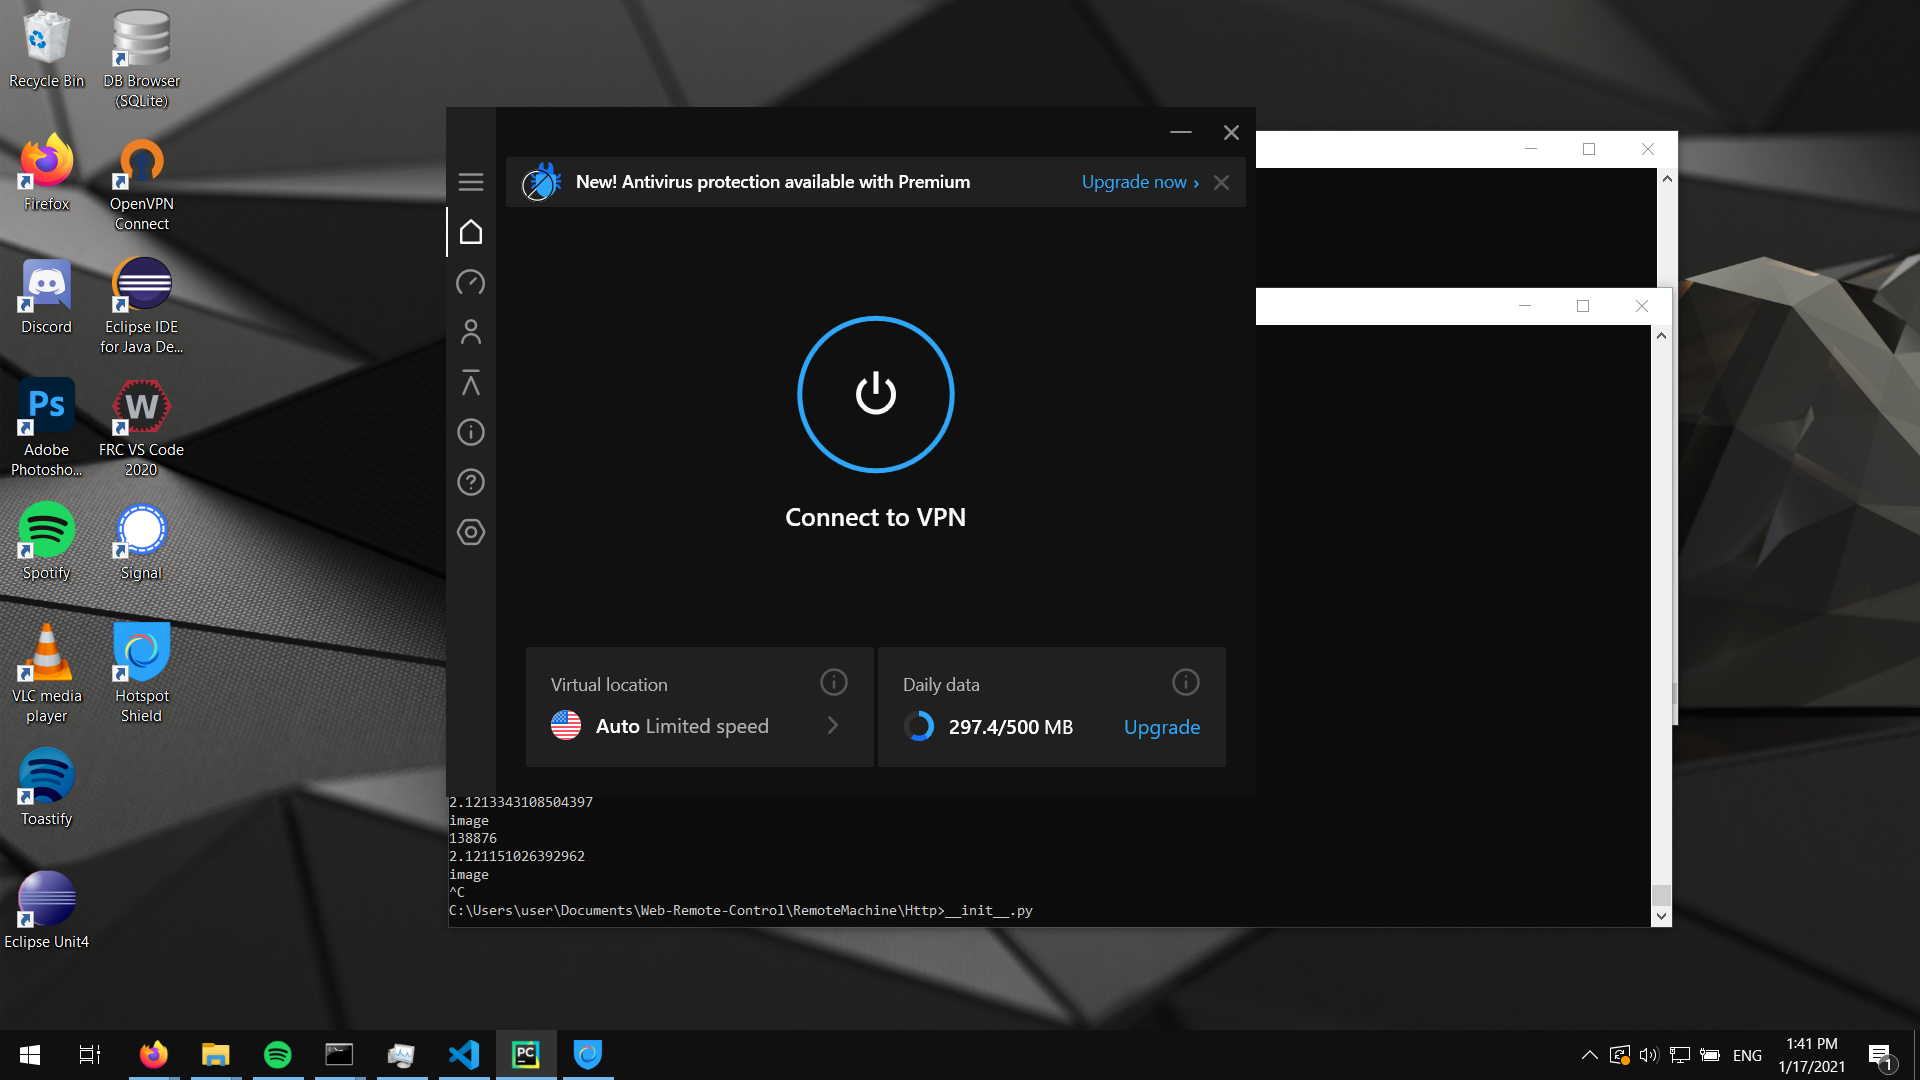 Recycle Bin
DB Browser
(SQLite)
Firefox
OpenVPN
Connect
Discord
Eclipse IDE
for Java De...
Ps
Adobe
Photosho...
W
FRC VS Code
2020
Spotify
Signal
VLC media
player
Hotspot
Shield
Toastify
Eclipse Unit4
New! Antivirus protection available with Premium
Upgrade now ›
Connect to VPN
Virtual location
Auto Limited speed
Daily data
297.4/500 MB
Upgrade
2.1213343108504397
image
138876
2.121151026392962
image
^C
C:\Users\user\Documents\Web-Remote-Control\RemoteMachine\Http>__init__.py
PC
ENG
1:41 PM
1/17/2021
1